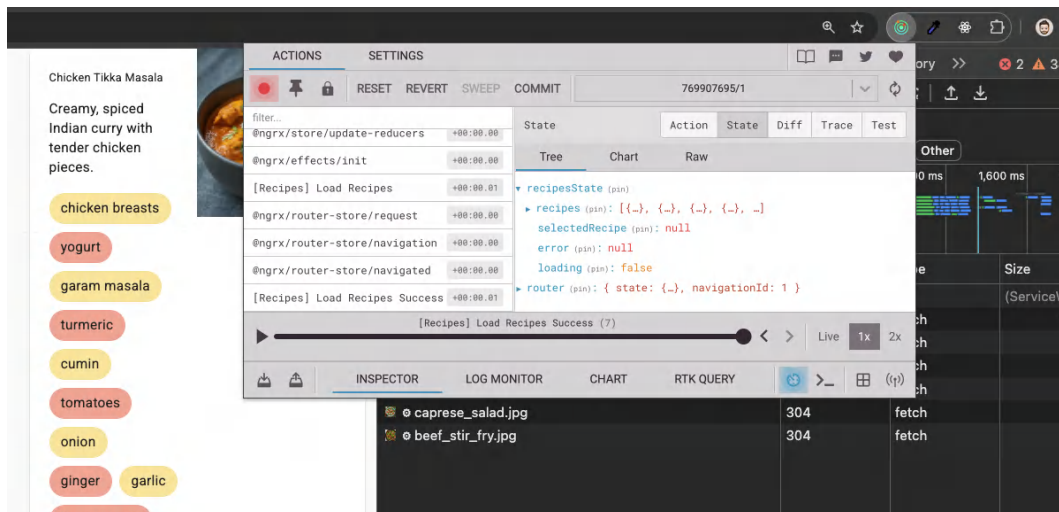 ory >> 2 3
ACTIONS SETTINGS
RESET REVERT SWEEP COMMIT 769907695/1
filter...
@ngrx/store/update-reducers +00:00.00
@ngrx/effects/init +00:00.00
[Recipes] Load Recipes +00:00.01
@ngrx/router-store/request +00:00.00
@ngrx/router-store/navigation +00:00.00
@ngrx/router-store/navigated +00:00.00
[Recipes] Load Recipes Success +00:00.01
State Action State Diff Trace Test
Tree Chart Raw
recipesState (pin)
recipes (pin): [{…}, {…}, {…}, {…}, …]
selectedRecipe (pin): null
error (pin): null
loading (pin): false
router (pin): { state: {…}, navigationId: 1 }
[Recipes] Load Recipes Success (7)
Live 1x 2x
INSPECTOR LOG MONITOR CHART RTK QUERY
Chicken Tikka Masala
Creamy, spiced
Indian curry with
tender chicken
pieces.
chicken breasts
yogurt
garam masala
turmeric
cumin
tomatoes
onion
ginger garlic
Other
00 ms 1,600 ms
Size
(ServiceW
caprese_salad.jpg 304 fetch
beef_stir_fry.jpg 304 fetch